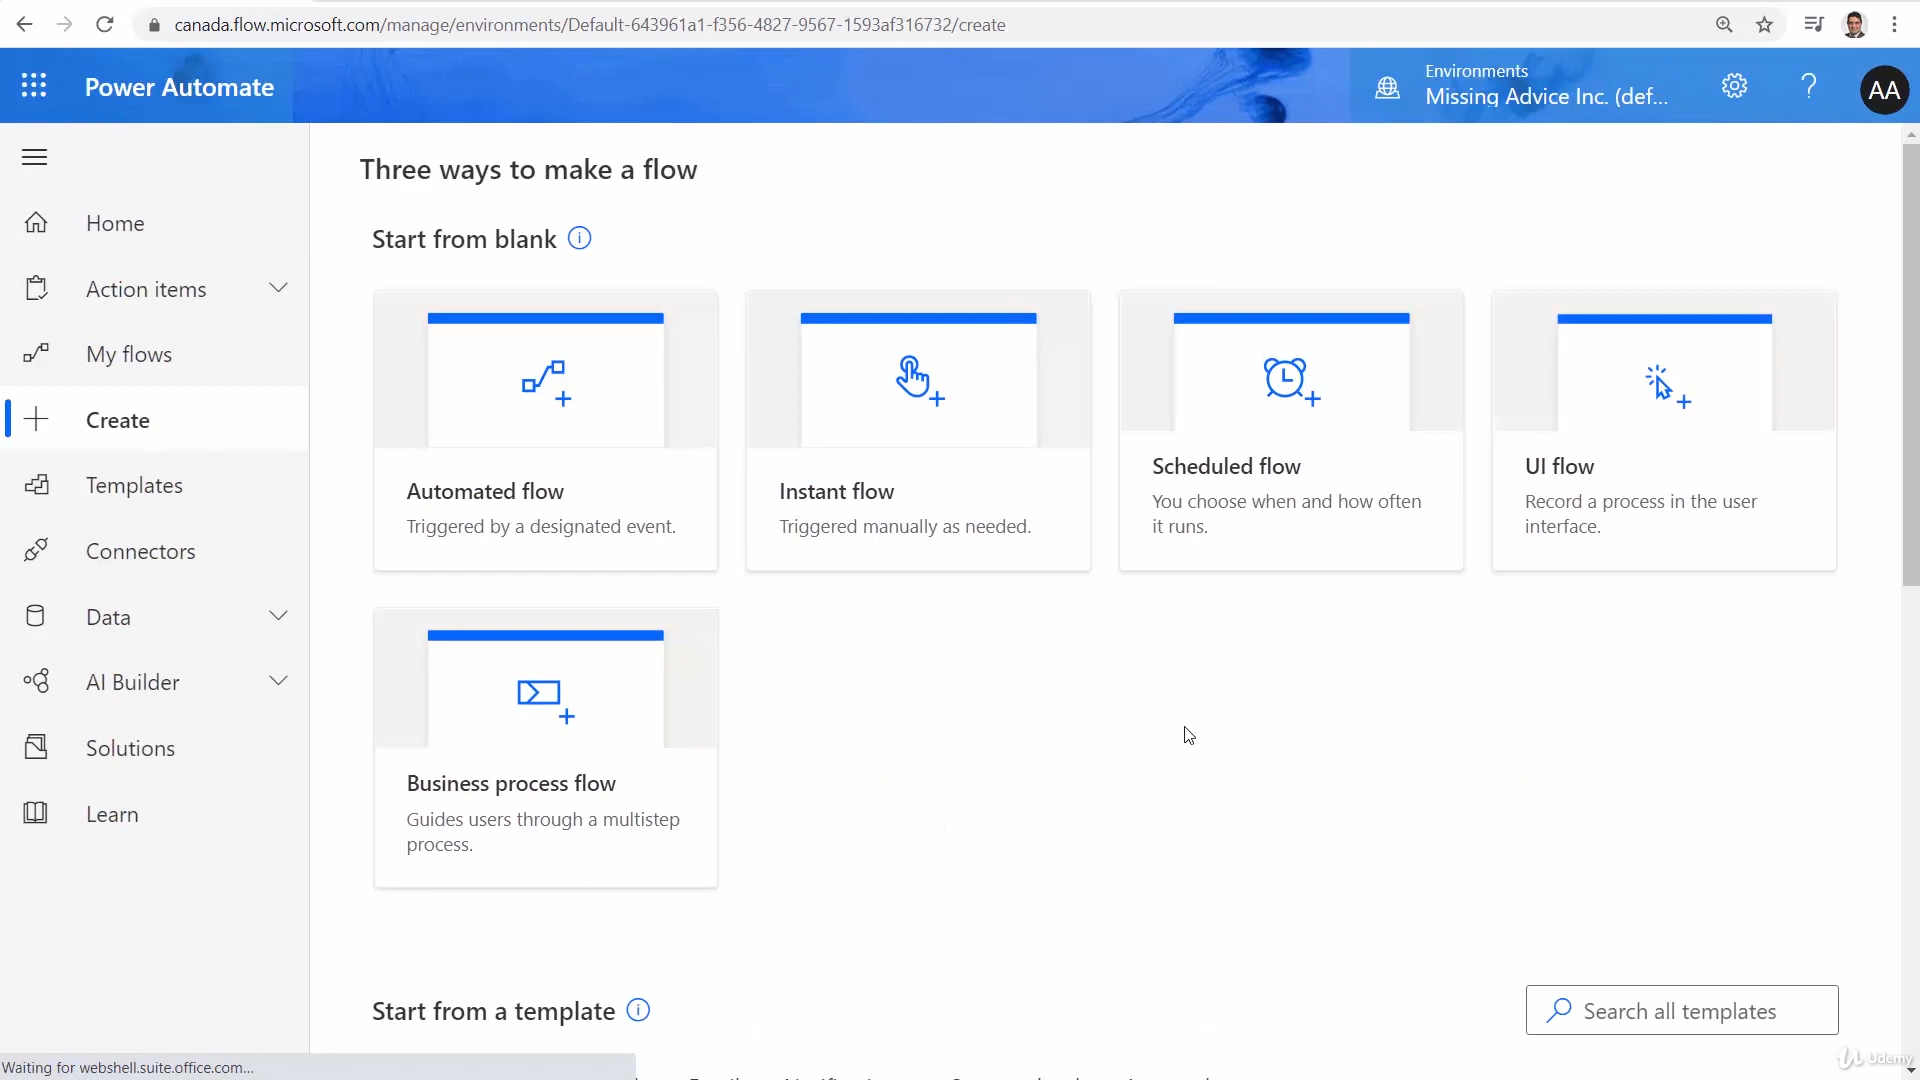 canada.flow.microsoft.com/manage/environments/Default-643961a1-f356-4827-9567-1593af316732/create
Power Automate
Environments
Missing Advice Inc. (def...
AA
Home
Action items
My flows
Create
Templates
Connectors
Data
AI Builder
Solutions
Learn
Three ways to make a flow
Start from blank
Automated flow
Triggered by a designated event.
Instant flow
Triggered manually as needed.
Scheduled flow
You choose when and how often
it runs.
UI flow
Record a process in the user
interface.
Business process flow
Guides users through a multistep
process.
Start from a template
Search all templates
Waiting for webshell.suite.office.com...
Udemy